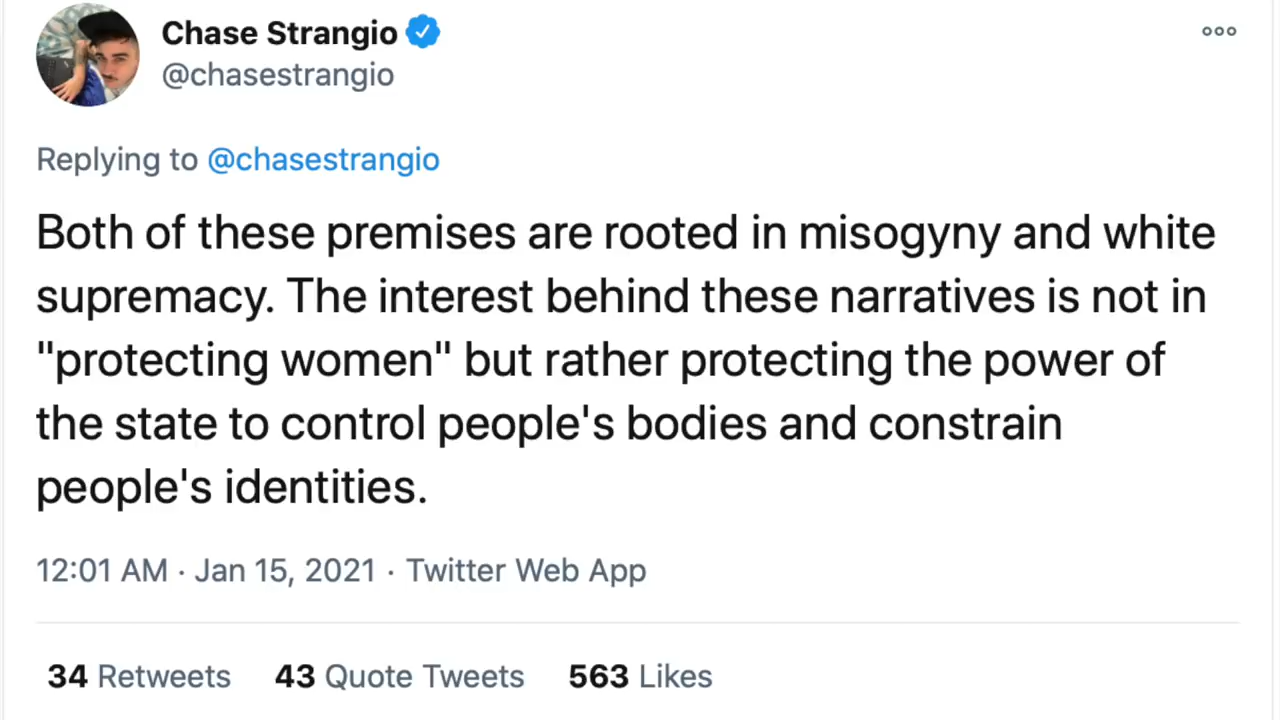 Chase Strangio
@chasestrangio
Replying to @chasestrangio
Both of these premises are rooted in misogyny and white
supremacy. The interest behind these narratives is not in
"protecting women" but rather protecting the power of
the state to control people's bodies and constrain
people's identities.
12:01 AM · Jan 15, 2021 · Twitter Web App
34 Retweets 43 Quote Tweets 563 Likes